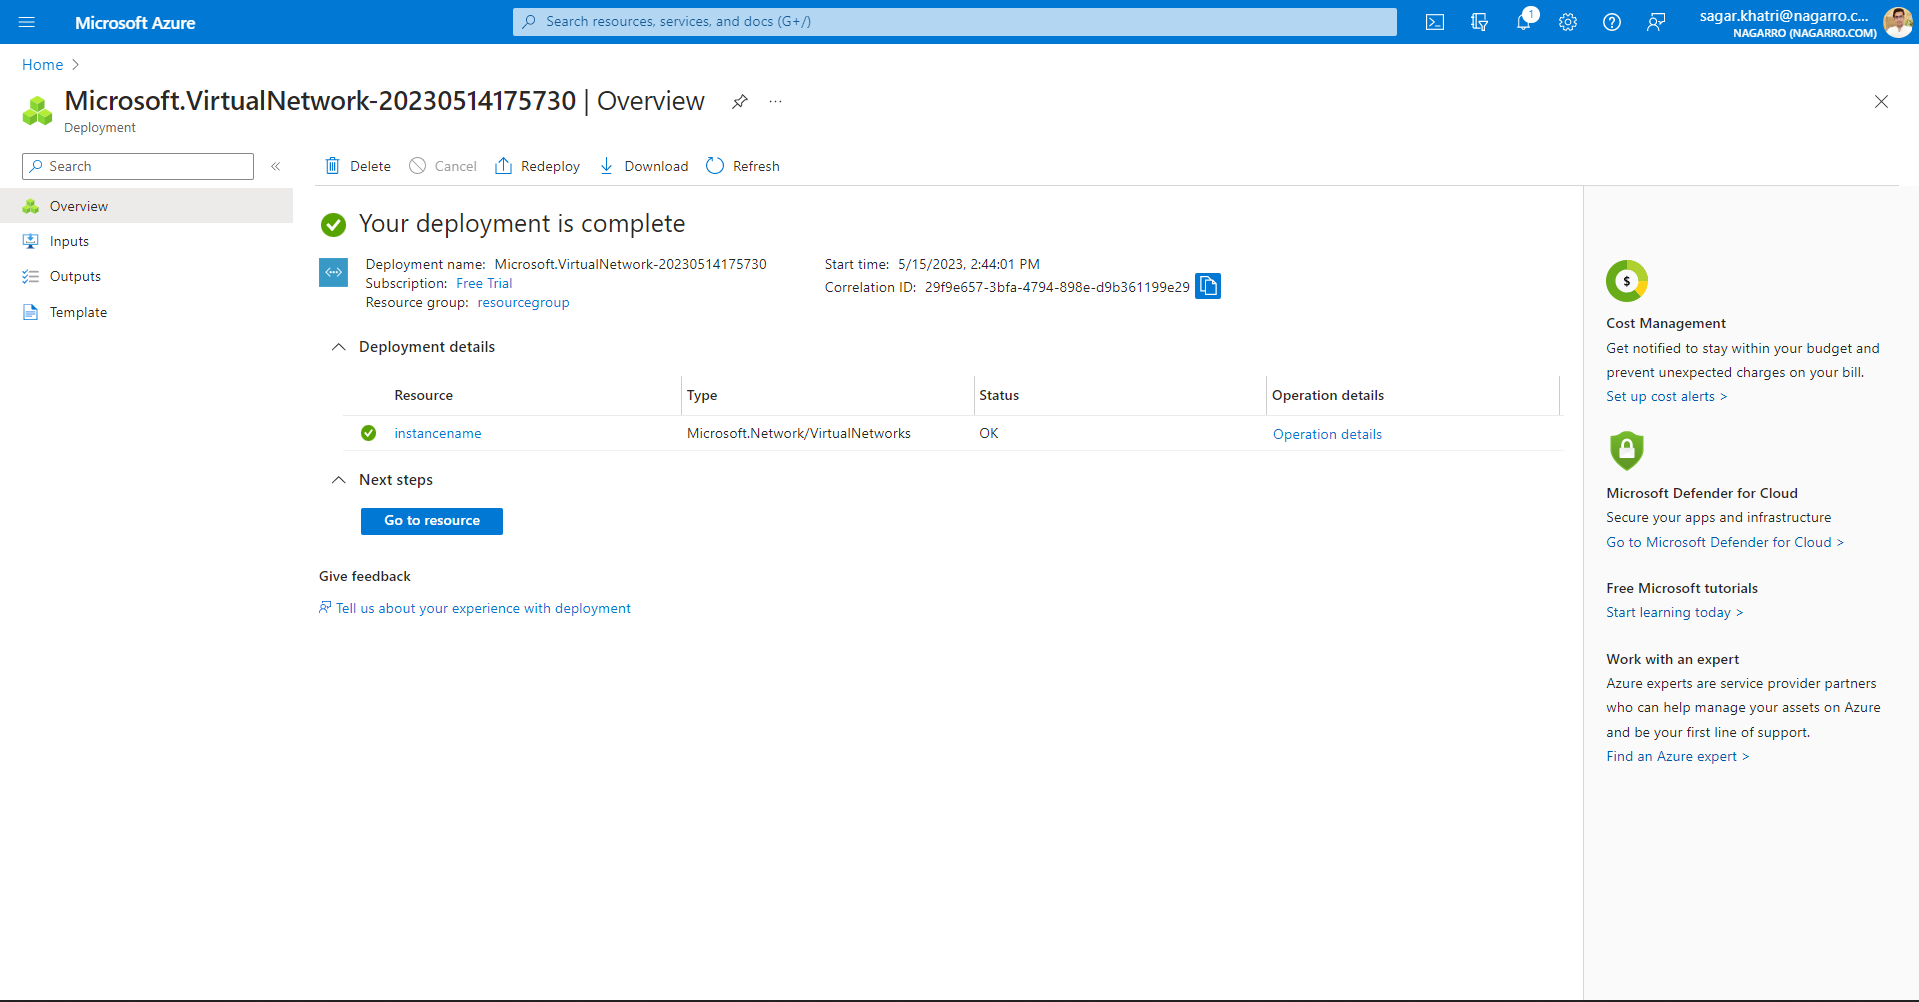 Microsoft Azure
Search resources, services, and docs (G+/)
1
sagar.khatri@nagarro.c...
NAGARRO (NAGARRO.COM)
Home
Microsoft.VirtualNetwork-20230514175730 | Overview
Deployment
Search
Overview
Inputs
Outputs
Template
Delete
Cancel
Redeploy
Download
Refresh
Your deployment is complete
Deployment name: Microsoft.VirtualNetwork-20230514175730
Subscription: Free Trial
Resource group: resourcegroup
Start time: 5/15/2023, 2:44:01 PM
Correlation ID: 29f9e657-3bfa-4794-898e-d9b361199e29
Deployment details
Resource Type Status Operation details
instancename Microsoft.Network/VirtualNetworks OK Operation details
Next steps
Go to resource
Give feedback
Tell us about your experience with deployment
$
Cost Management
Get notified to stay within your budget and
prevent unexpected charges on your bill.
Set up cost alerts >
Microsoft Defender for Cloud
Secure your apps and infrastructure
Go to Microsoft Defender for Cloud >
Free Microsoft tutorials
Start learning today >
Work with an expert
Azure experts are service provider partners
who can help manage your assets on Azure
and be your first line of support.
Find an Azure expert >